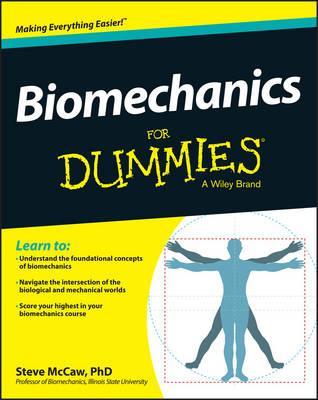 Making Everything Easier!™
Biomechanics
FOR
DUMMIES®
A Wiley Brand
Learn to:
• Understand the foundational concepts
of biomechanics
• Navigate the intersection of the
biological and mechanical worlds
• Score your highest in your
biomechanics course
Steve McCaw, PhD
Professor of Biomechanics, Illinois State University